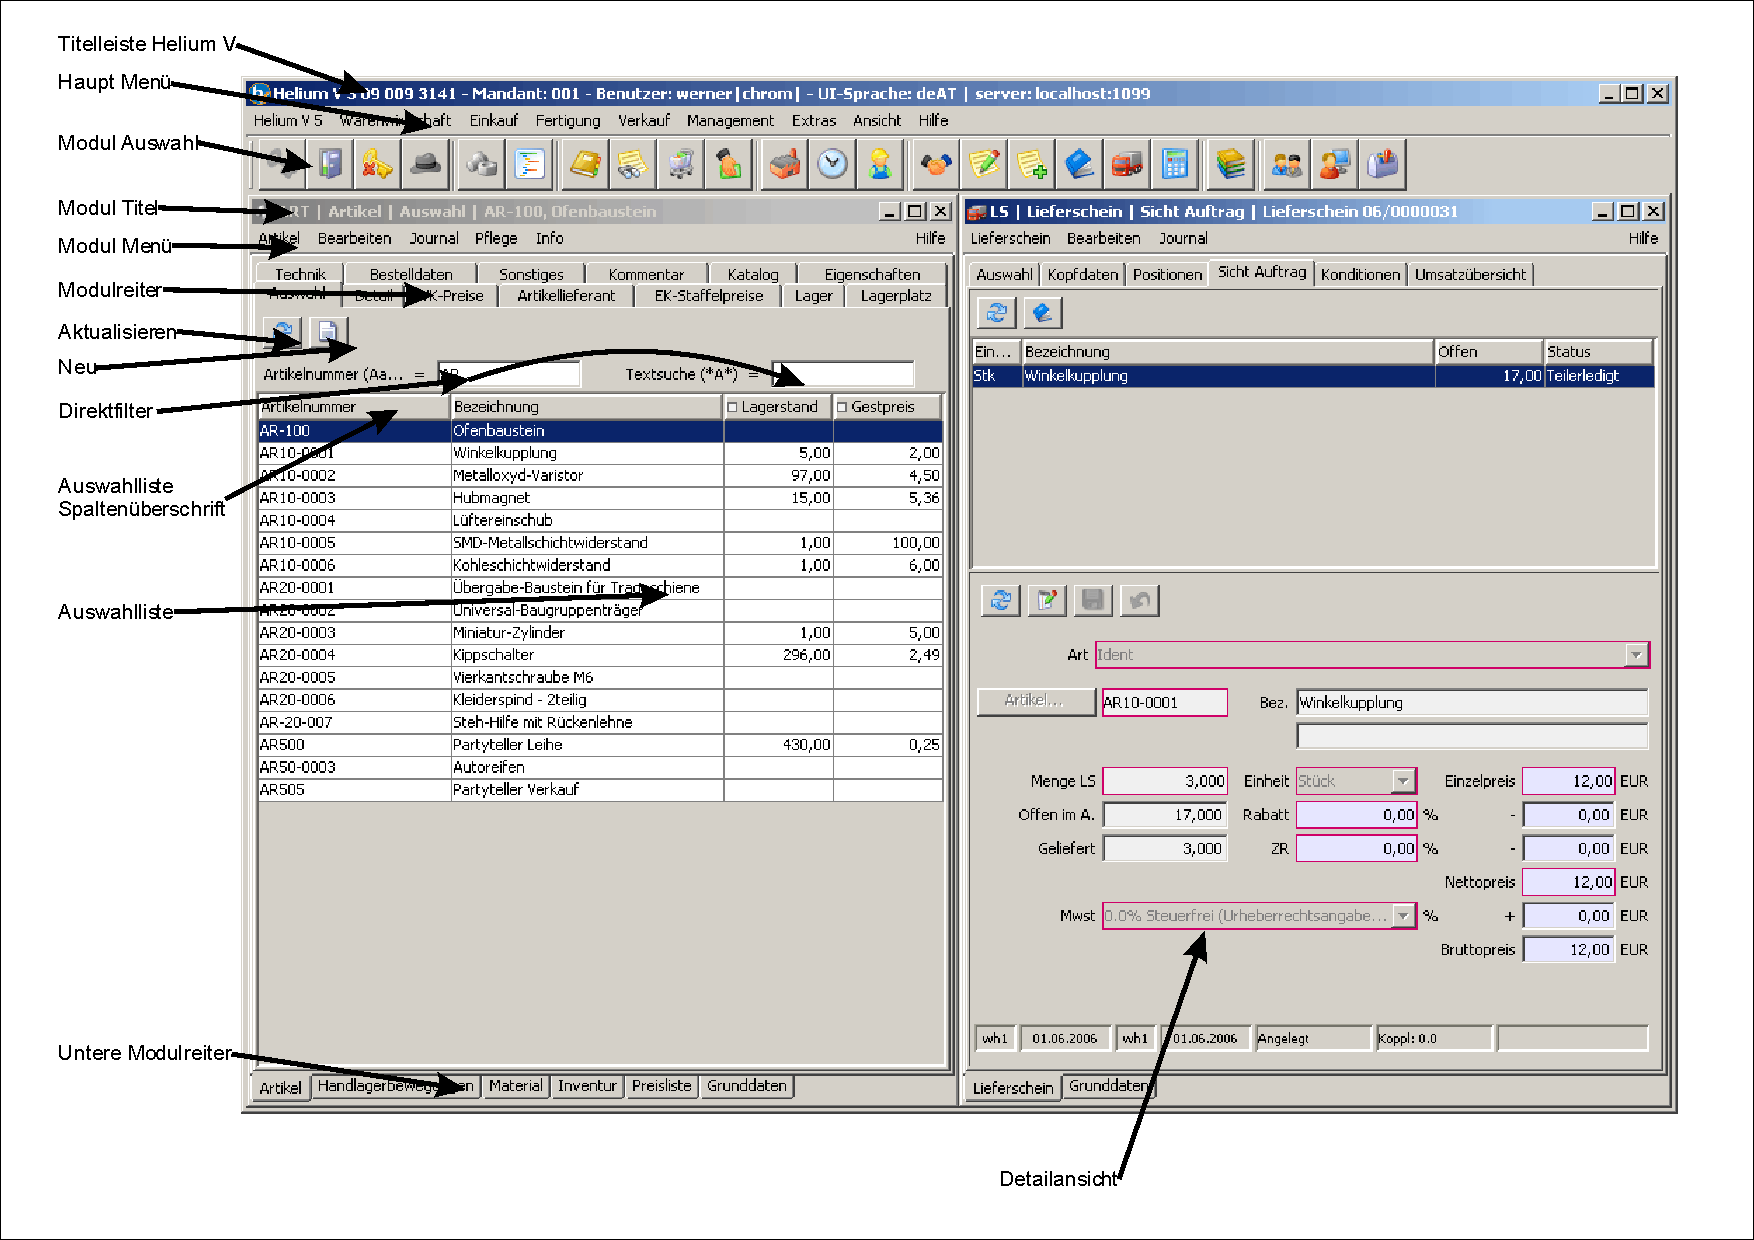 Titelleiste Helium V
Haupt Menü
Modul Auswahl
Modul Titel
Modul Menü
Modulreiter
Aktualisieren
Neu
Direktfilter
Auswahlliste
Spaltenüberschrift
Auswahlliste
Untere Modulreiter
Detailansicht
Helium V 5 09 009 3141 - Mandant: 001 - Benutzer: werner|chrom| - UI-Sprache: deAT | server: localhost:1099
Helium V 5 Warenwirtschaft Einkauf Fertigung Verkauf Management Extras Ansicht Hilfe
| Artikel | Auswahl | AR-100, Ofenbaustein
Artikel Bearbeiten Journal Pflege Info Hilfe
Technik Bestelldaten Sonstiges Kommentar Katalog Eigenschaften
Auswahl Detail VK-Preise Artikellieferant EK-Staffelpreise Lager Lagerplatz
Artikelnummer (Aa... = AR Textsuche (*A*) =
Artikelnummer Bezeichnung Lagerstand Gestpreis
AR-100 Ofenbaustein
AR10-0001 Winkelkupplung 5,00 2,00
AR10-0002 Metalloxyd-Varistor 97,00 4,50
AR10-0003 Hubmagnet 15,00 5,36
AR10-0004 Lüftereinschub
AR10-0005 SMD-Metallschichtwiderstand 1,00 100,00
AR10-0006 Kohleschichtwiderstand 1,00 6,00
AR20-0001 Übergabe-Baustein für Tragschiene
AR20-0002 Universal-Baugruppenträger
AR20-0003 Miniatur-Zylinder 1,00 5,00
AR20-0004 Kippschalter 296,00 2,49
AR20-0005 Vierkantschraube M6
AR20-0006 Kleiderspind - 2teilig
AR-20-007 Steh-Hilfe mit Rückenlehne
AR500 Partyteller Leihe 430,00 0,25
AR50-0003 Autoreifen
AR505 Partyteller Verkauf
Artikel Handlagerbewegungen Material Inventur Preisliste Grunddaten
LS | Lieferschein | Sicht Auftrag | Lieferschein 06/0000031
Lieferschein Bearbeiten Journal Hilfe
Auswahl Kopfdaten Positionen Sicht Auftrag Konditionen Umsatzübersicht
Ein... Bezeichnung Offen Status
Stk Winkelkupplung 17,00 Teilerledigt
Art Ident
Artikel... AR10-0001 Bez. Winkelkupplung
Menge LS 3,000 Einheit Stück Einzelpreis 12,00 EUR
Offen im A. 17,000 Rabatt 0,00 % - 0,00 EUR
Geliefert 3,000 ZR 0,00 % - 0,00 EUR
Nettopreis 12,00 EUR
Mwst 0.0% Steuerfrei (Urheberrechtsangabe... % + 0,00 EUR
Bruttopreis 12,00 EUR
wh1 01.06.2006 wh1 01.06.2006 Angelegt Koppl: 0.0
Lieferschein Grunddaten